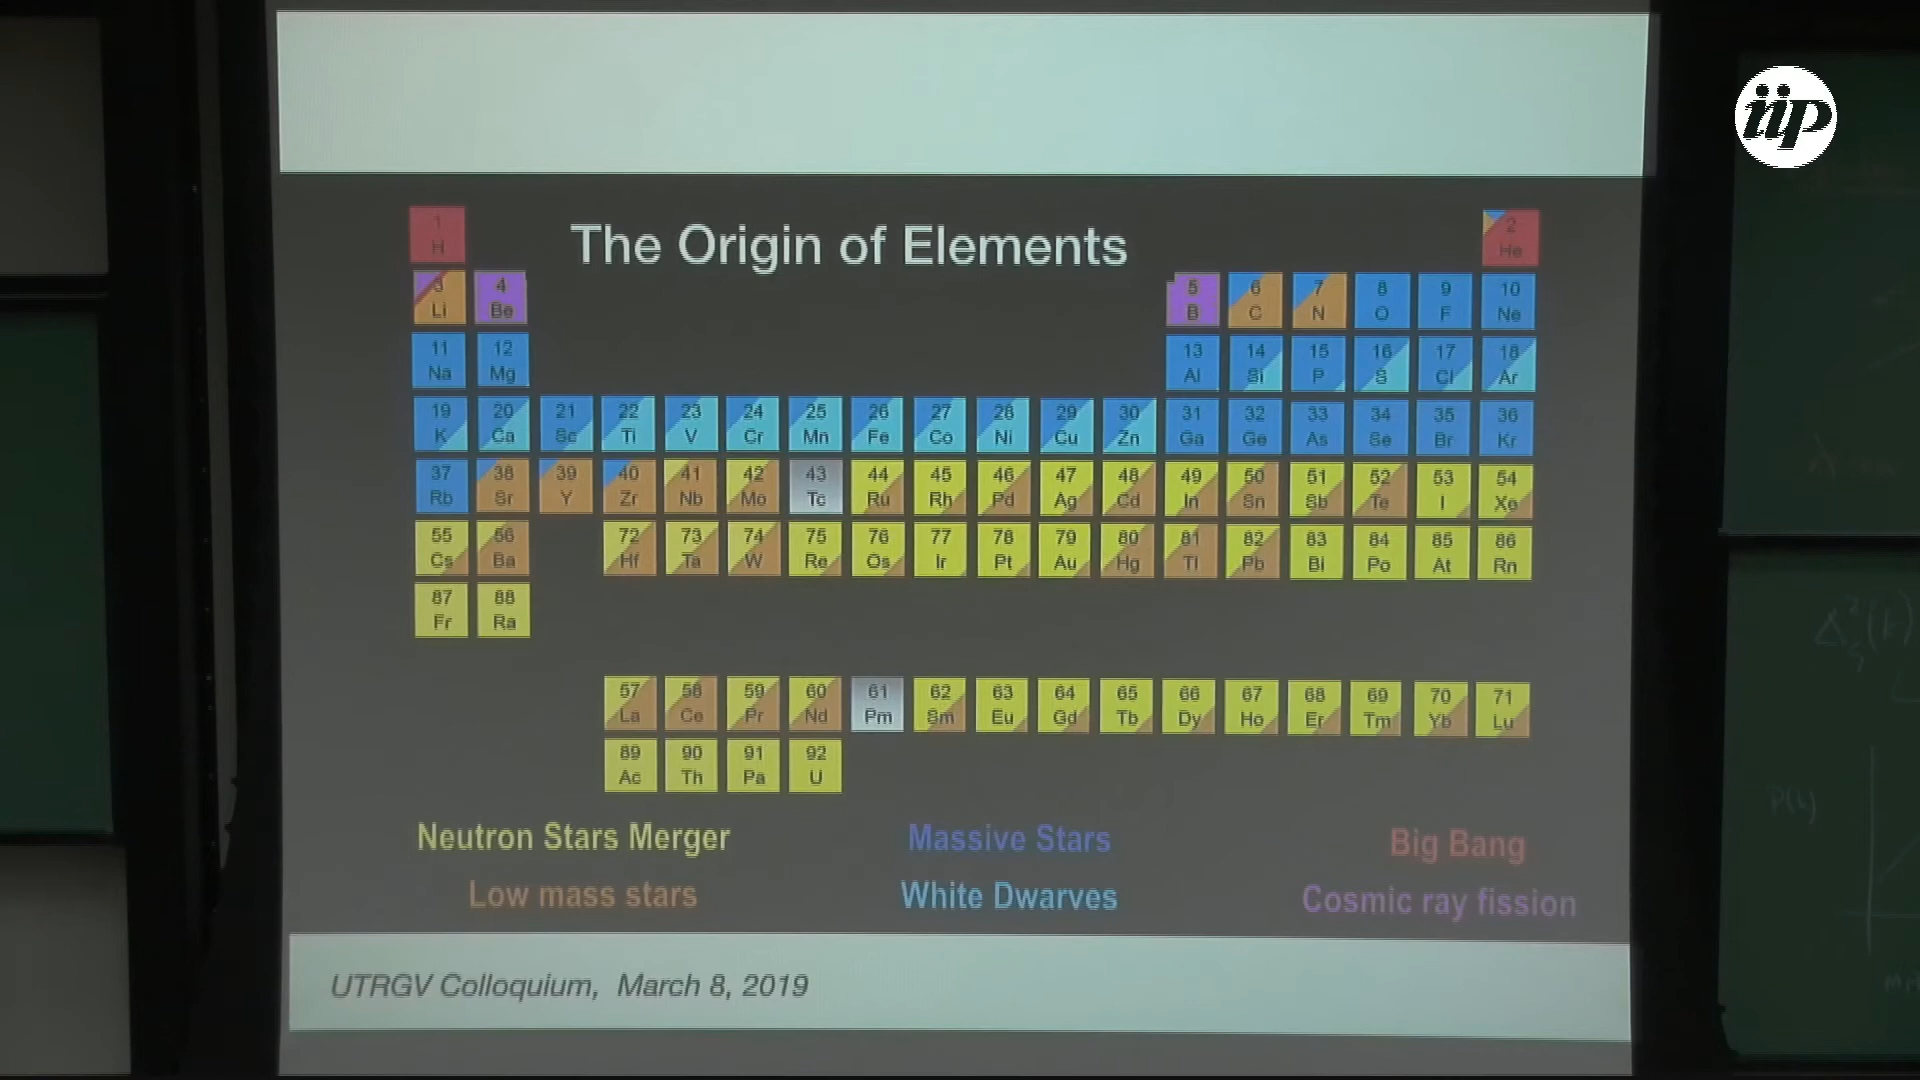 iip
The Origin of Elements
1 H 2 He
3 Li 4 Be 5 B 6 C 7 N 8 O 9 F 10 Ne
11 Na 12 Mg 13 Al 14 Si 15 P 16 S 17 Cl 18 Ar
19 K 20 Ca 21 Sc 22 Ti 23 V 24 Cr 25 Mn 26 Fe 27 Co 28 Ni 29 Cu 30 Zn 31 Ga 32 Ge 33 As 34 Se 35 Br 36 Kr
37 Rb 38 Sr 39 Y 40 Zr 41 Nb 42 Mo 43 Tc 44 Ru 45 Rh 46 Pd 47 Ag 48 Cd 49 In 50 Sn 51 Sb 52 Te 53 I 54 Xe
55 Cs 56 Ba 72 Hf 73 Ta 74 W 75 Re 76 Os 77 Ir 78 Pt 79 Au 80 Hg 81 Tl 82 Pb 83 Bi 84 Po 85 At 86 Rn
87 Fr 88 Ra
57 La 58 Ce 59 Pr 60 Nd 61 Pm 62 Sm 63 Eu 64 Gd 65 Tb 66 Dy 67 Ho 68 Er 69 Tm 70 Yb 71 Lu
89 Ac 90 Th 91 Pa 92 U
Neutron Stars Merger Massive Stars Big Bang
Low mass stars White Dwarves Cosmic ray fission
UTRGV Colloquium, March 8, 2019
P(k)